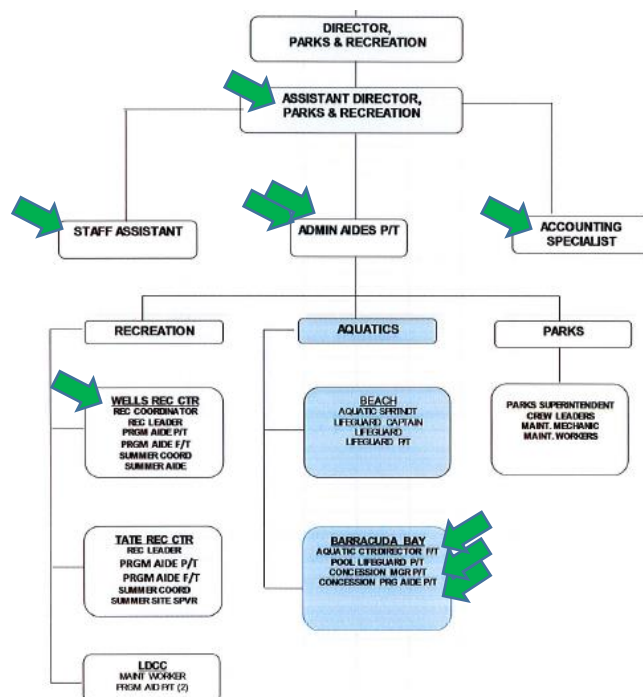 DIRECTOR,
PARKS & RECREATION
ASSISTANT DIRECTOR,
PARKS & RECREATION
STAFF ASSISTANT
ADMIN AIDES P/T
ACCOUNTING
SPECIALIST
RECREATION
AQUATICS
PARKS
WELLS REC CTR
REC COORDINATOR
REC LEADER
PRGM AIDE P/T
PRGM AIDE F/T
SUMMER COORD
SUMMER AIDE
BEACH
AQUATIC SPRTNDT
LIFEGUARD CAPTAIN
LIFEGUARD
LIFEGUARD P/T
PARKS SUPERINTENDENT
CREW LEADERS
MAINT. MECHANIC
MAINT. WORKERS
TATE REC CTR
REC LEADER
PRGM AIDE P/T
PRGM AIDE F/T
SUMMER COORD
SUMMER SITE SPVR
BARRACUDA BAY
AQUATIC CTRDIRECTOR F/T
POOL LIFEGUARD P/T
CONCESSION MGR P/T
CONCESSION PRG AIDE P/T
LDCC
MAINT WORKER
PRGM AID P/T (2)